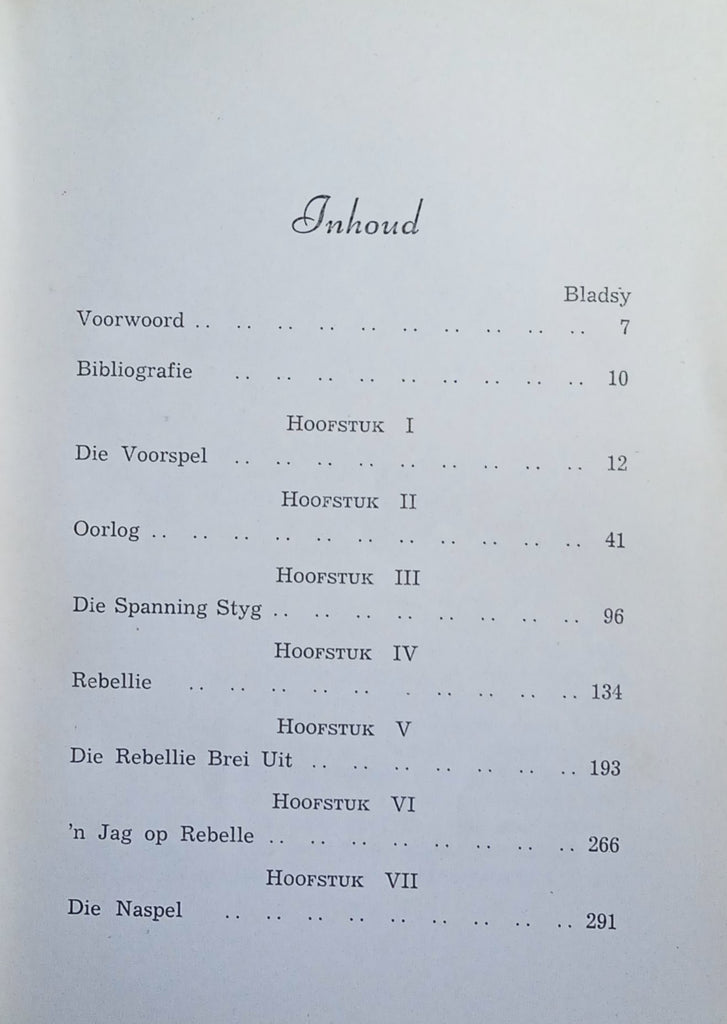 Inhoud
Bladsy
Voorwoord .. .. .. .. .. .. .. .. .. .. 7
Bibliografie .. .. .. .. .. .. .. .. .. 10
HOOFSTUK I
Die Voorspel .. .. .. .. .. .. .. .. .. 12
HOOFSTUK II
Oorlog .. .. .. .. .. .. .. .. .. .. .. 41
HOOFSTUK III
Die Spanning Styg .. .. .. .. .. .. .. .. 96
HOOFSTUK IV
Rebellie .. .. .. .. .. . .. .. .. .. 134
HOOFSTUK V
Die Rebellie Brei Uit .. .. .. .. .. .. .. 193
HOOFSTUK VI
'n Jag op Rebelle .. .. .. .. .. .. .. .. 266
HOOFSTUK VII
Die Naspel .. .. .. .. .. .. .. .. .. 291